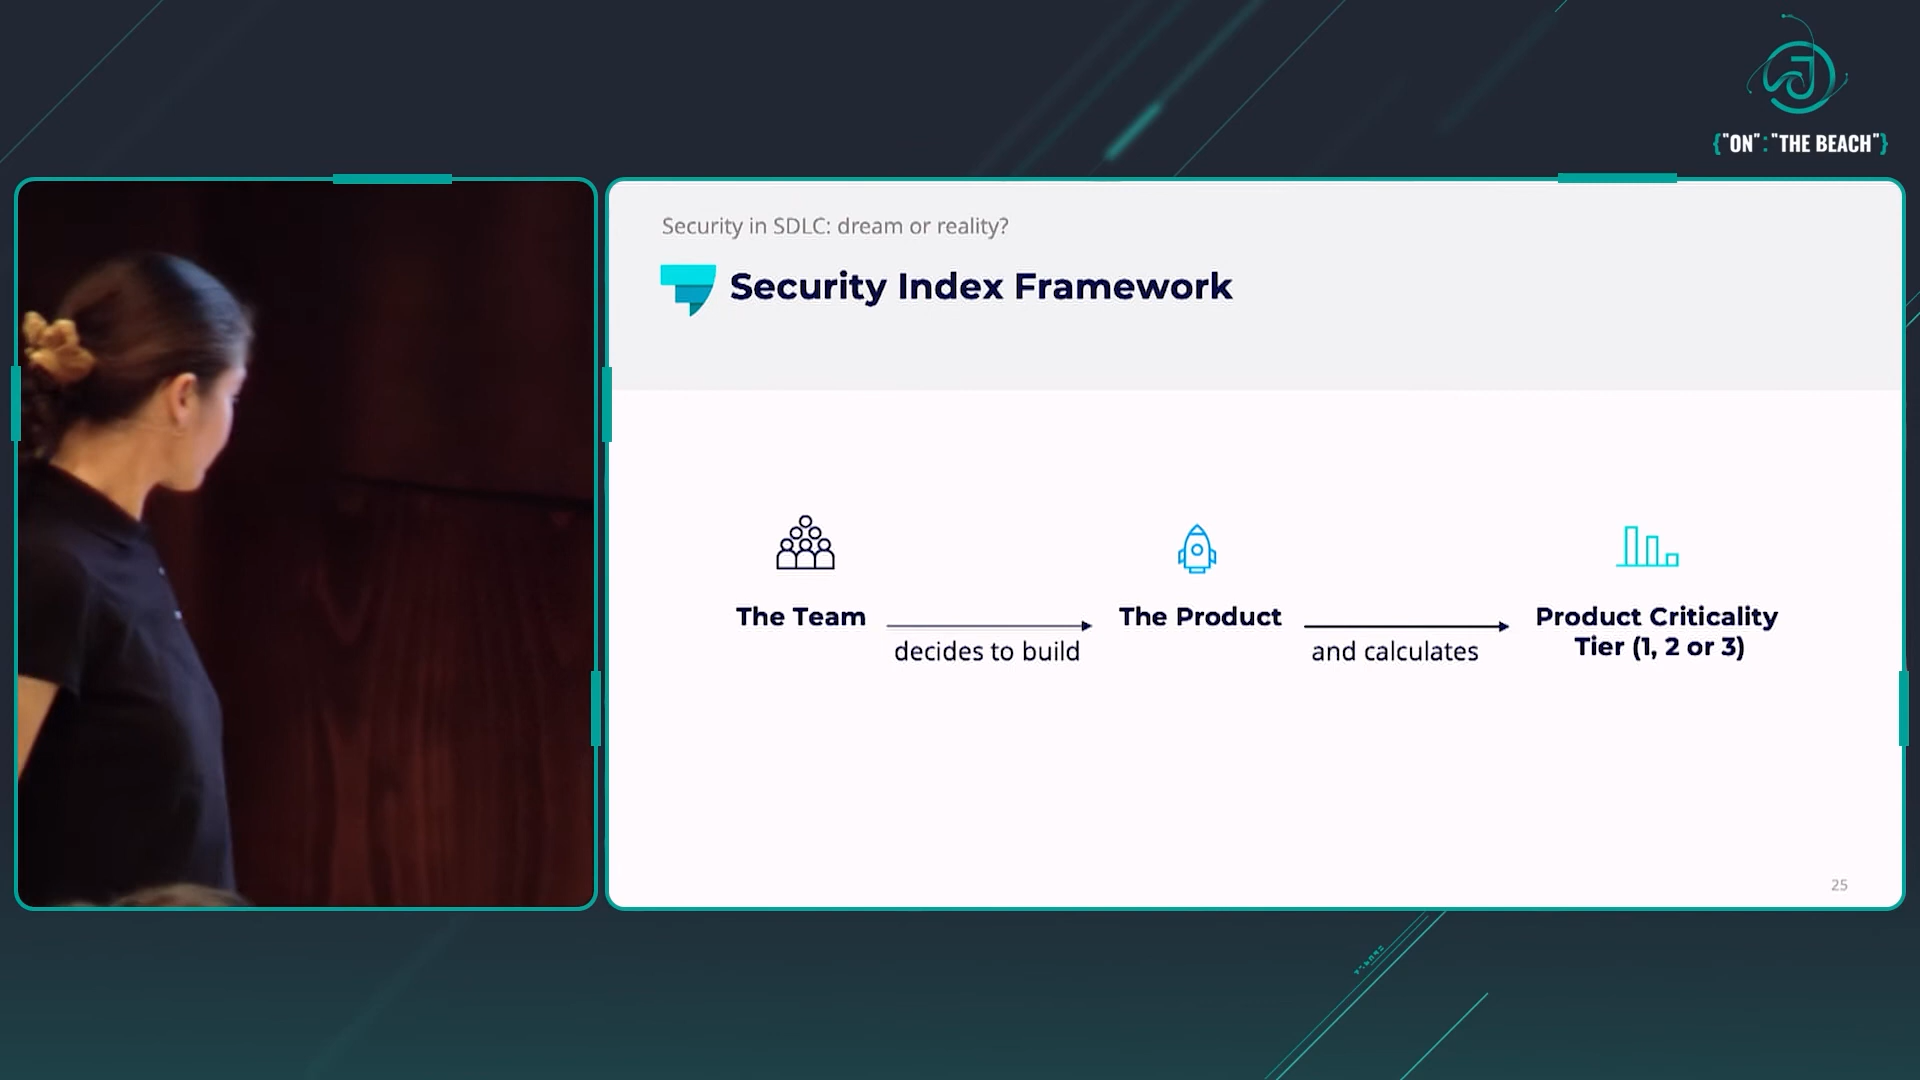 {"ON":"THE BEACH"}
Security in SDLC: dream or reality?
Security Index Framework
The Team
decides to build
The Product
and calculates
Product Criticality
Tier (1, 2 or 3)
25